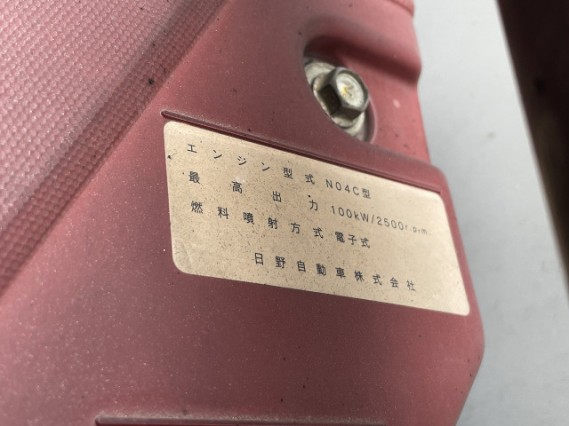 エンジン型式 N04C型
最高出力 100kW/2500r.p.m.
燃料噴射方式 電子式
日野自動車株式会社